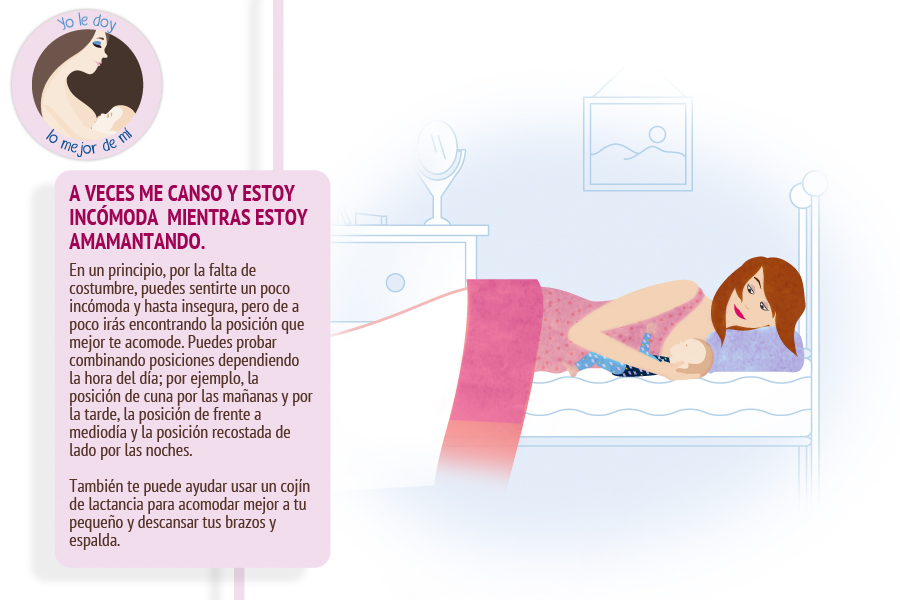 Yo le doy
lo mejor de mí
A VECES ME CANSO Y ESTOY
INCÓMODA MIENTRAS ESTOY
AMAMANTANDO.
En un principio, por la falta de
costumbre, puedes sentirte un poco
incómoda y hasta insegura, pero de a
poco irás encontrando la posición que
mejor te acomode. Puedes probar
combinando posiciones dependiendo
la hora del día; por ejemplo, la
posición de cuna por las mañanas y por
la tarde, la posición de frente a
mediodía y la posición recostada de
lado por las noches.
También te puede ayudar usar un cojín
de lactancia para acomodar mejor a tu
pequeño y descansar tus brazos y
espalda.